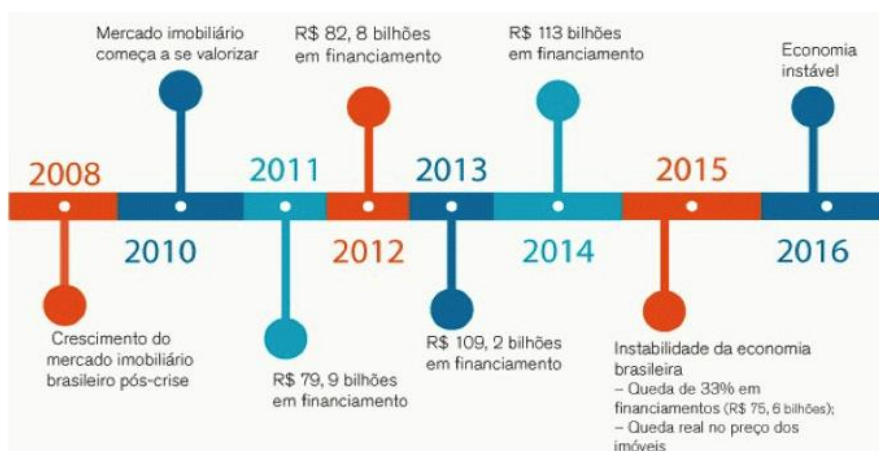 Mercado imobiliário
começa a se valorizar
R$ 82, 8 bilhões
em financiamento
R$ 113 bilhões
em financiamento
Economia
instável
2008
2011
2013
2015
2010
2012
2014
2016
Crescimento do
mercado imobiliário
brasileiro pós-crise
R$ 79, 9 bilhões
em financiamento
R$ 109, 2 bilhões
em financiamento
Instabilidade da economia
brasileira
– Queda de 33% em
financiamentos (R$ 75, 6 bilhões);
– Queda real no preço dos
imóveis